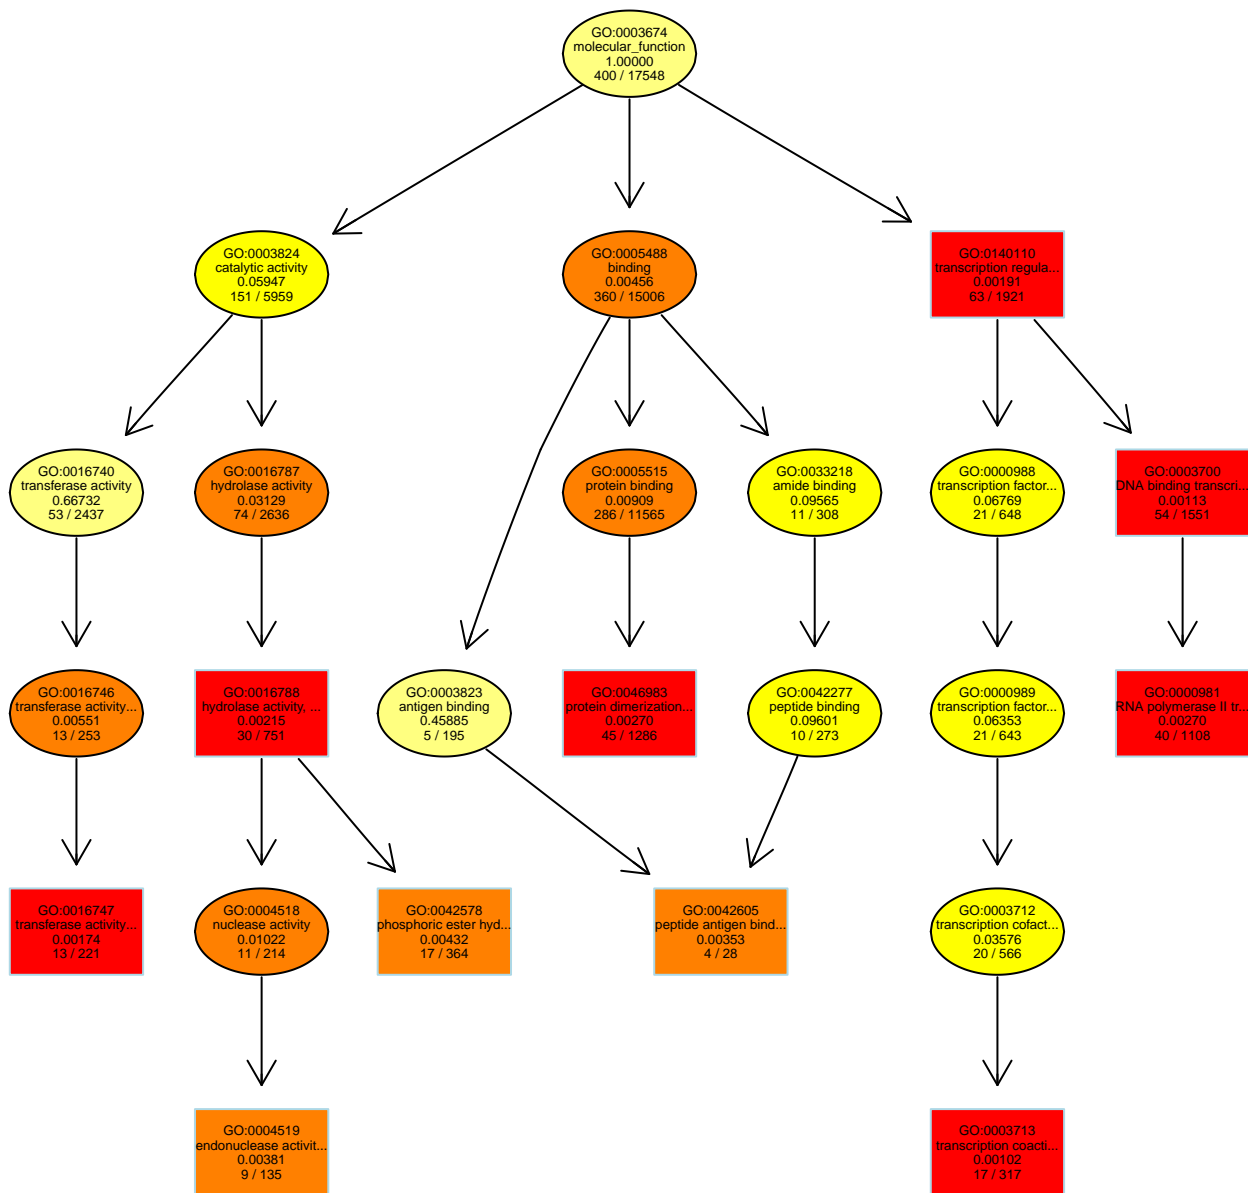 GO:0003674
molecular_function
1.00000
400 / 17548
GO:0003824
catalytic activity
0.05947
151 / 5959
GO:0005488
binding
0.00456
360 / 15006
GO:0140110
transcription regula...
0.00191
63 / 1921
GO:0016740
transferase activity
0.66732
53 / 2437
GO:0016787
hydrolase activity
0.03129
74 / 2636
GO:0005515
protein binding
0.00909
286 / 11565
GO:0033218
amide binding
0.09565
11 / 308
GO:0000988
transcription factor...
0.06769
21 / 648
GO:0003700
DNA binding transcri...
0.00113
54 / 1551
GO:0016746
transferase activity...
0.00551
13 / 253
GO:0016788
hydrolase activity, ...
0.00215
30 / 751
GO:0003823
antigen binding
0.45885
5 / 195
GO:0046983
protein dimerization...
0.00270
45 / 1286
GO:0042277
peptide binding
0.09601
10 / 273
GO:0000989
transcription factor...
0.06353
21 / 643
GO:0000981
RNA polymerase II tr...
0.00270
40 / 1108
GO:0016747
transferase activity...
0.00174
13 / 221
GO:0004518
nuclease activity
0.01022
11 / 214
GO:0042578
phosphoric ester hyd...
0.00432
17 / 364
GO:0042605
peptide antigen bind...
0.00353
4 / 28
GO:0003712
transcription cofact...
0.03576
20 / 566
GO:0004519
endonuclease activit...
0.00381
9 / 135
GO:0003713
transcription coacti...
0.00102
17 / 317